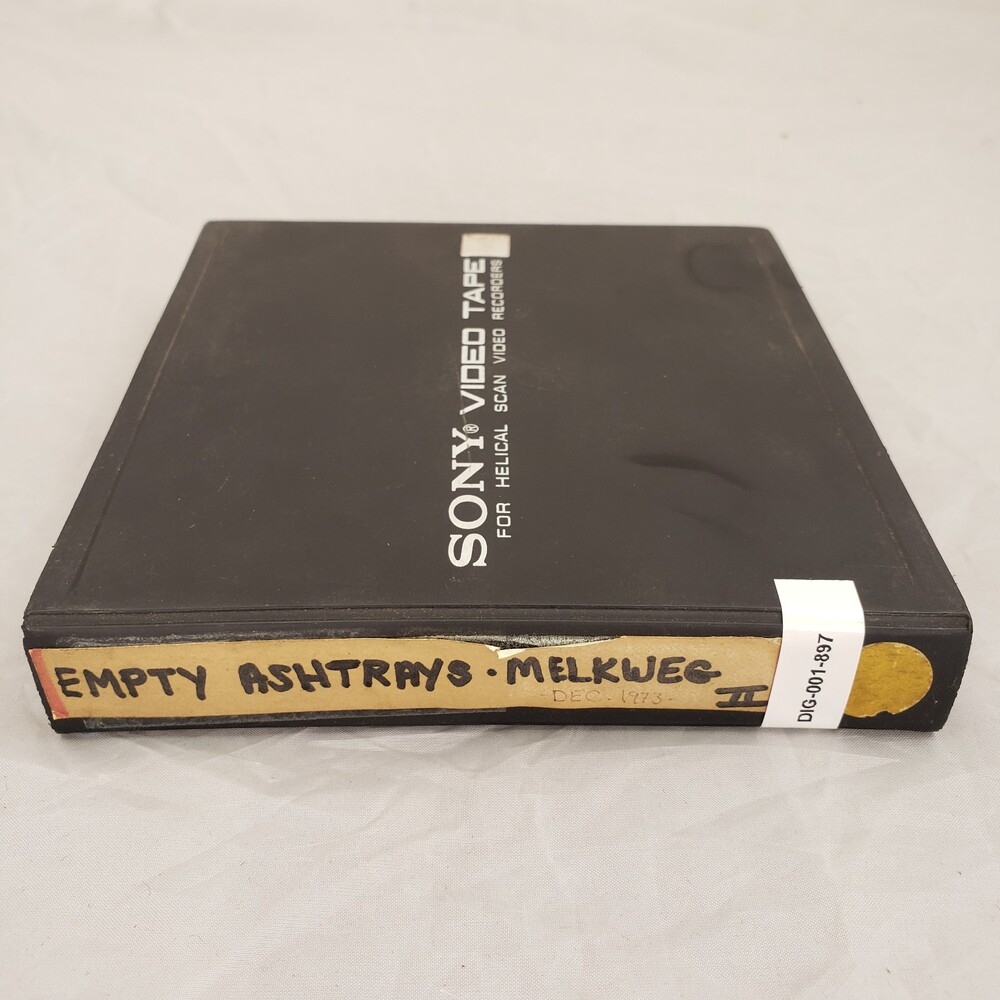 SONY® VIDEO TAPE
FOR HELICAL SCAN VIDEO RECORDERS
EMPTY ASHTRAYS · MELKWEG
DEC. 1973-
II
DIG-001-897